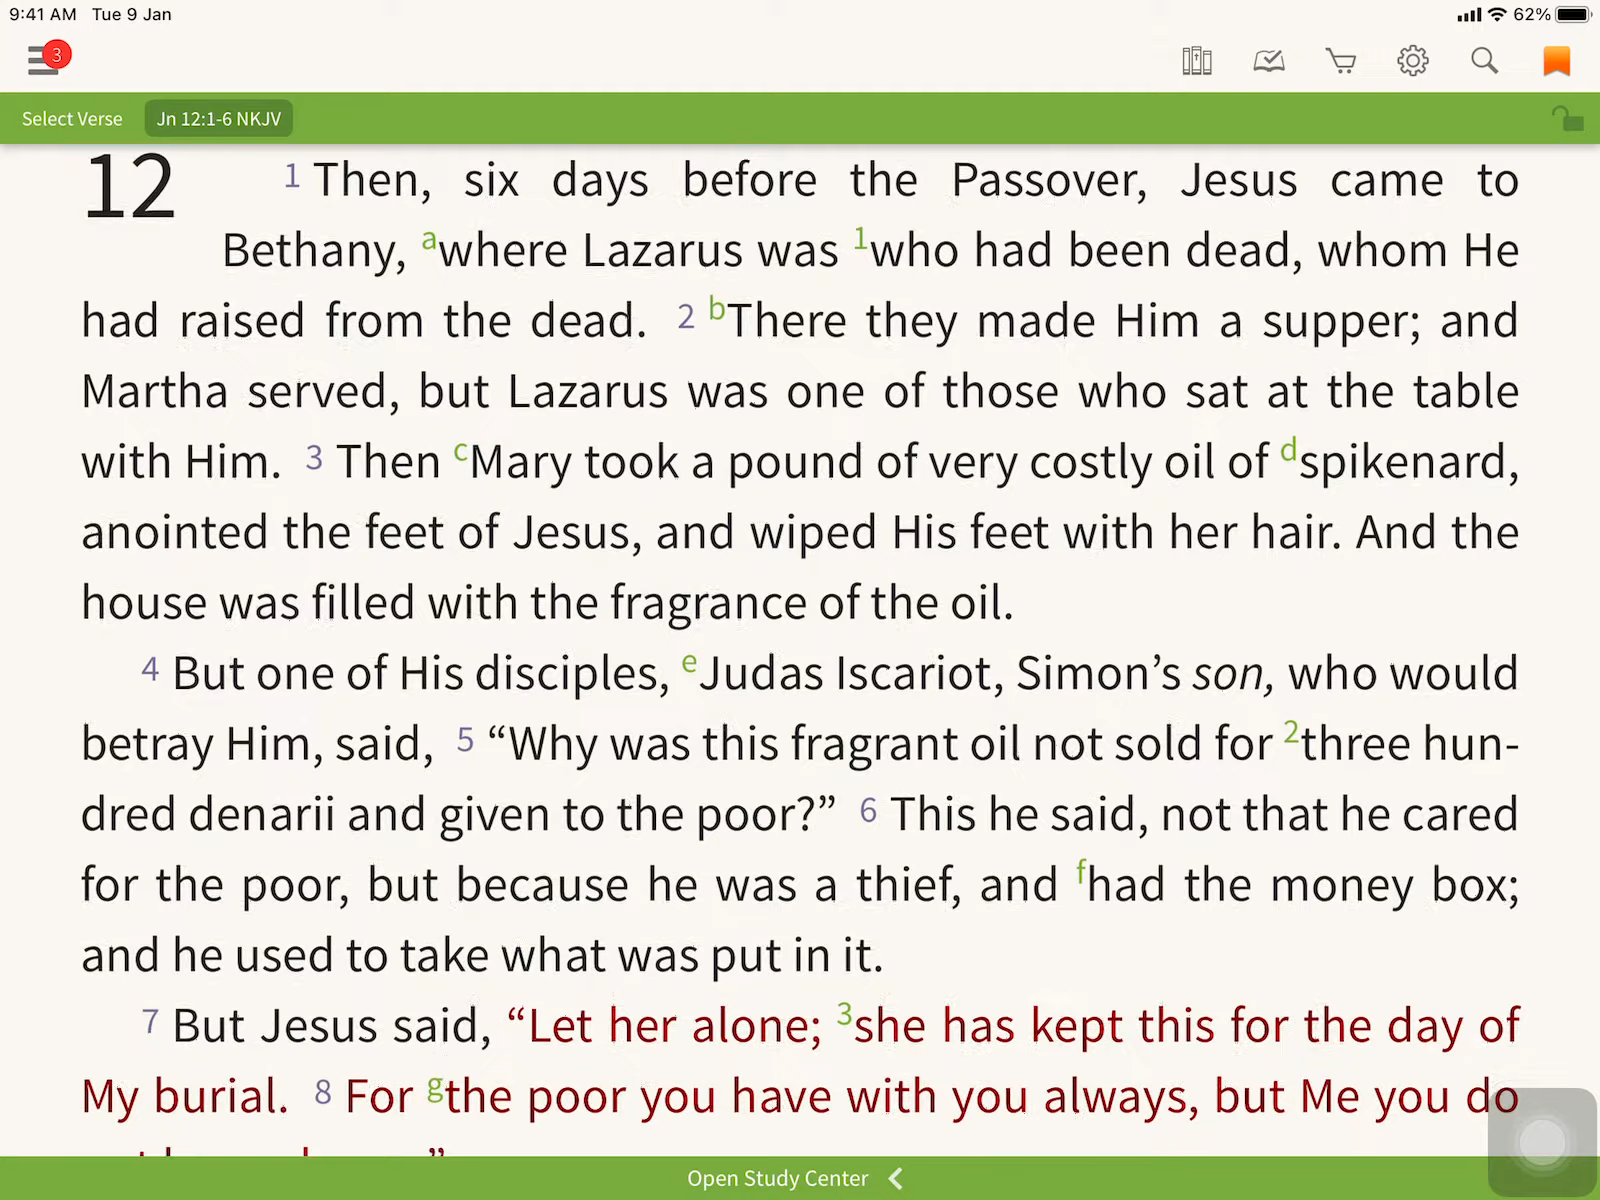 9:41 AM Tue 9 Jan 62%
3
Select Verse Jn 12:1-6 NKJV
12 1 Then, six days before the Passover, Jesus came to
Bethany, awhere Lazarus was 1who had been dead, whom He
had raised from the dead. 2 bThere they made Him a supper; and
Martha served, but Lazarus was one of those who sat at the table
with Him. 3 Then cMary took a pound of very costly oil of dspikenard,
anointed the feet of Jesus, and wiped His feet with her hair. And the
house was filled with the fragrance of the oil.
4 But one of His disciples, eJudas Iscariot, Simon’s son, who would
betray Him, said, 5 “Why was this fragrant oil not sold for 2three hun-
dred denarii and given to the poor?” 6 This he said, not that he cared
for the poor, but because he was a thief, and fhad the money box;
and he used to take what was put in it.
7 But Jesus said, “Let her alone; 3she has kept this for the day of
My burial. 8 For gthe poor you have with you always, but Me you do
Open Study Center